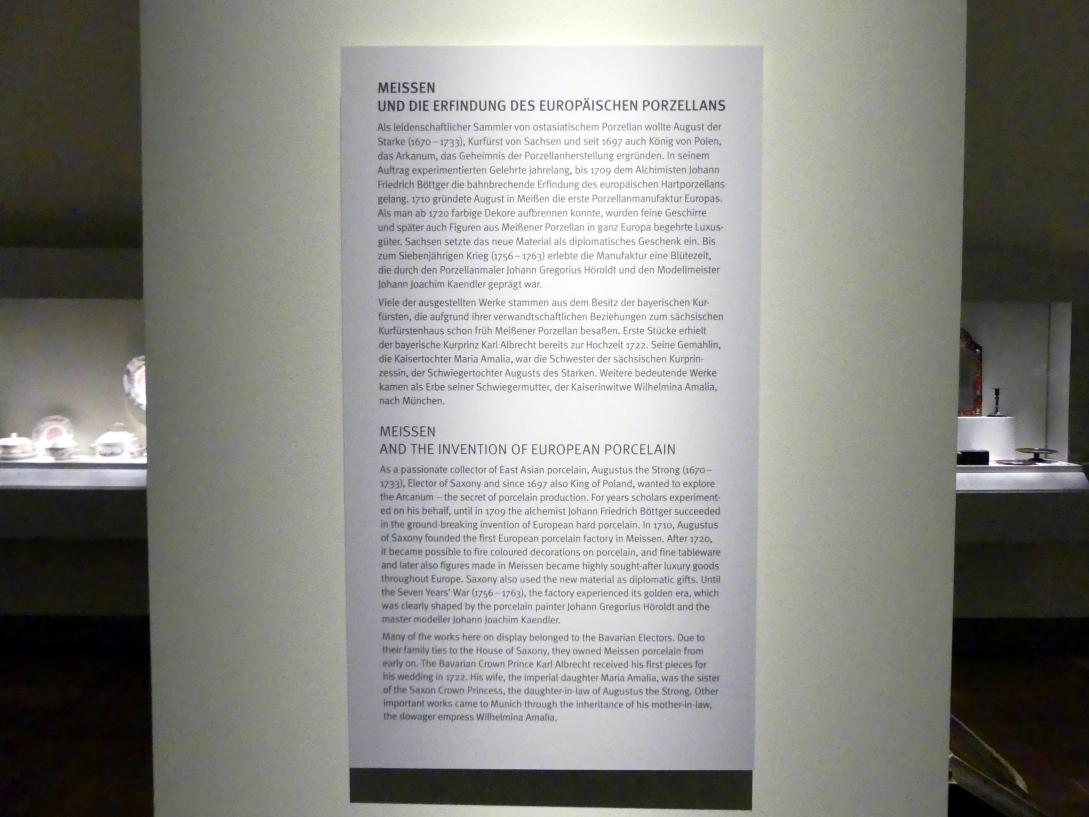 MEISSEN
UND DIE ERFINDUNG DES EUROPÄISCHEN PORZELLANS
Als leidenschaftlicher Sammler von ostasiatischem Porzellan wollte August der
Starke (1670 – 1733), Kurfürst von Sachsen und seit 1697 auch König von Polen,
das Arkanum, das Geheimnis der Porzellanherstellung ergründen. In seinem
Auftrag experimentierten Gelehrte jahrelang, bis 1709 dem Alchimisten Johann
Friedrich Böttger die bahnbrechende Erfindung des europäischen Hartporzellans
gelang. 1710 gründete August in Meißen die erste Porzellanmanufaktur Europas.
Als man ab 1720 farbige Dekore aufbrennen konnte, wurden feine Geschirre
und später auch Figuren aus Meißener Porzellan in ganz Europa begehrte Luxus-
güter. Sachsen setzte das neue Material als diplomatisches Geschenk ein. Bis
zum Siebenjährigen Krieg (1756 – 1763) erlebte die Manufaktur eine Blütezeit,
die durch den Porzellanmaler Johann Gregorius Höroldt und den Modellmeister
Johann Joachim Kaendler geprägt war.
Viele der ausgestellten Werke stammen aus dem Besitz der bayerischen Kur-
fürsten, die aufgrund ihrer verwandtschaftlichen Beziehungen zum sächsischen
Kurfürstenhaus schon früh Meißener Porzellan besaßen. Erste Stücke erhielt
der bayerische Kurprinz Karl Albrecht bereits zur Hochzeit 1722. Seine Gemahlin,
die Kaisertochter Maria Amalia, war die Schwester der sächsischen Kurprin-
zessin, der Schwiegertochter Augusts des Starken. Weitere bedeutende Werke
kamen als Erbe seiner Schwiegermutter, der Kaiserinwitwe Wilhelmina Amalia,
nach München.
MEISSEN
AND THE INVENTION OF EUROPEAN PORCELAIN
As a passionate collector of East Asian porcelain, Augustus the Strong (1670 –
1733), Elector of Saxony and since 1697 also King of Poland, wanted to explore
the Arcanum – the secret of porcelain production. For years scholars experiment-
ed on his behalf, until in 1709 the alchemist Johann Friedrich Böttger succeeded
in the ground-breaking invention of European hard porcelain. In 1710, Augustus
of Saxony founded the first European porcelain factory in Meissen. After 1720,
it became possible to fire coloured decorations on porcelain, and fine tableware
and later also figures made in Meissen became highly sought-after luxury goods
throughout Europe. Saxony also used the new material as diplomatic gifts. Until
the Seven Years' War (1756 – 1763), the factory experienced its golden era, which
was clearly shaped by the porcelain painter Johann Gregorius Höroldt and the
master modeller Johann Joachim Kaendler.
Many of the works here on display belonged to the Bavarian Electors. Due to
their family ties to the House of Saxony, they owned Meissen porcelain from
early on. The Bavarian Crown Prince Karl Albrecht received his first pieces for
his wedding in 1722. His wife, the imperial daughter Maria Amalia, was the sister
of the Saxon Crown Princess, the daughter-in-law of Augustus the Strong. Other
important works came to Munich through the inheritance of his mother-in-law,
the dowager empress Wilhelmina Amalia.